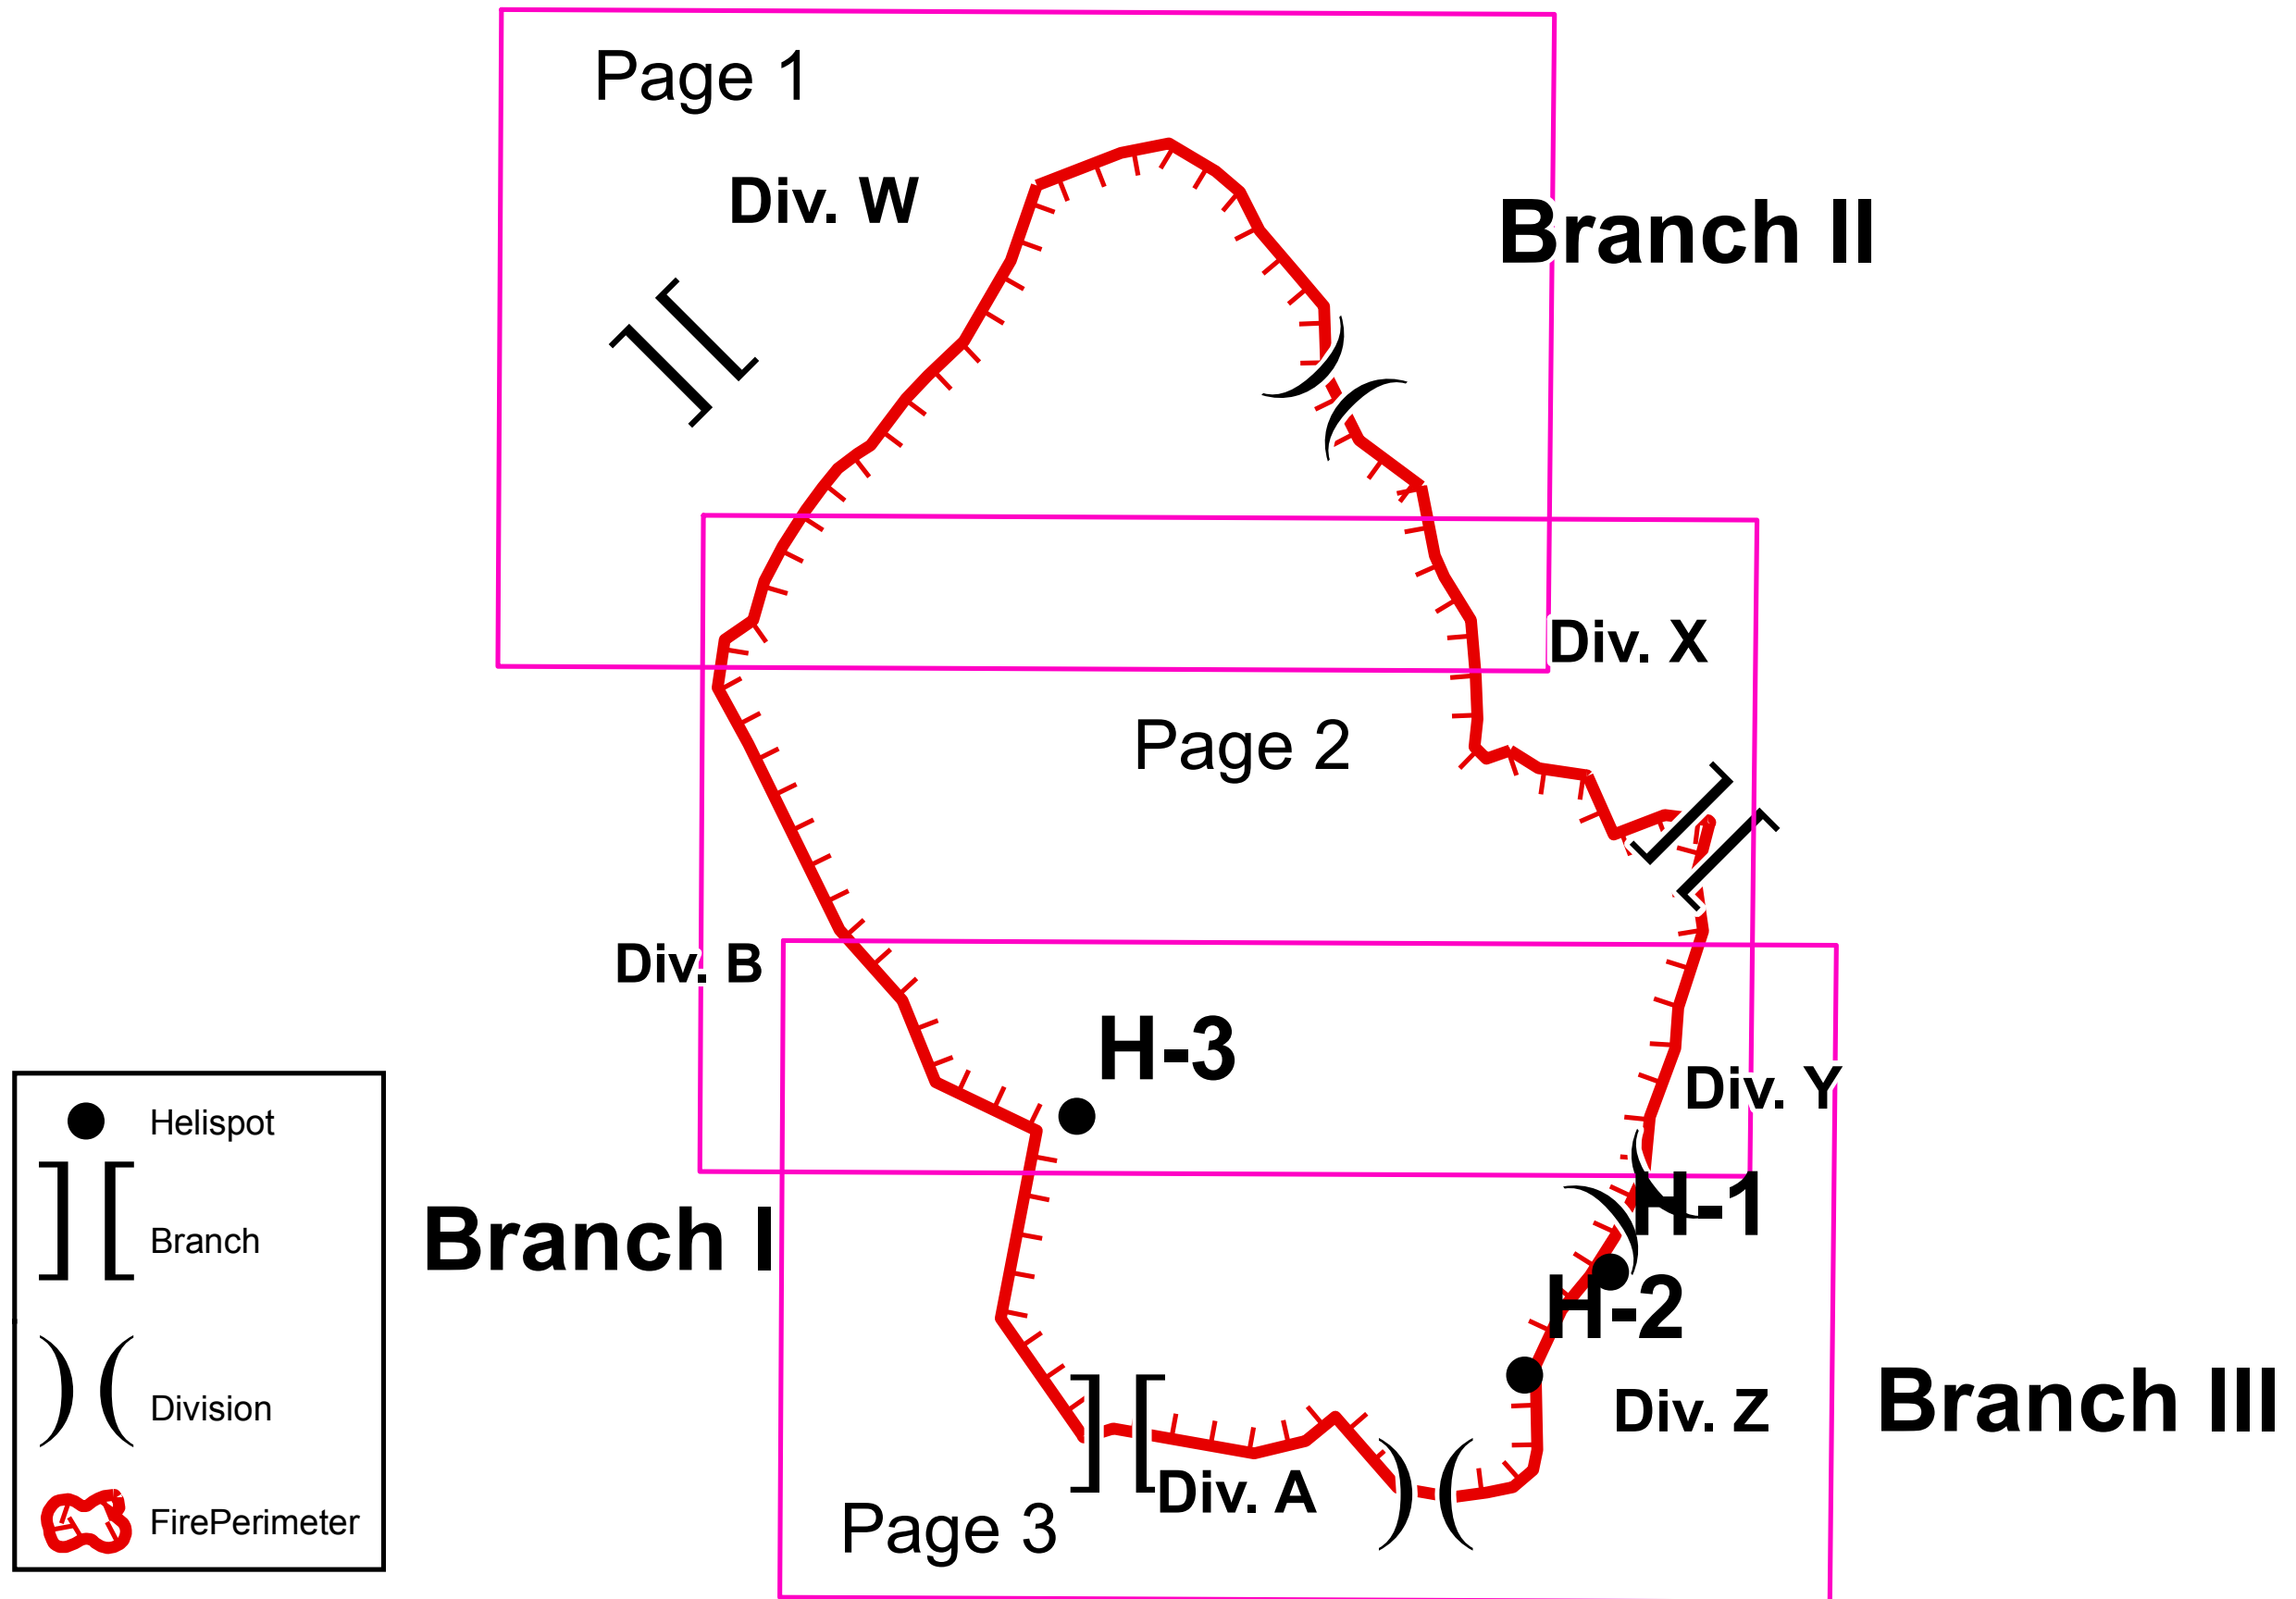 Page 1
Div. W
Branch II
Div. X
Page 2
Div. B
H-3
Div. Y
H-1
Branch I
H-2
Div. Z
Branch III
Div. A
Page 3
Helispot
Branch
Division
FirePerimeter